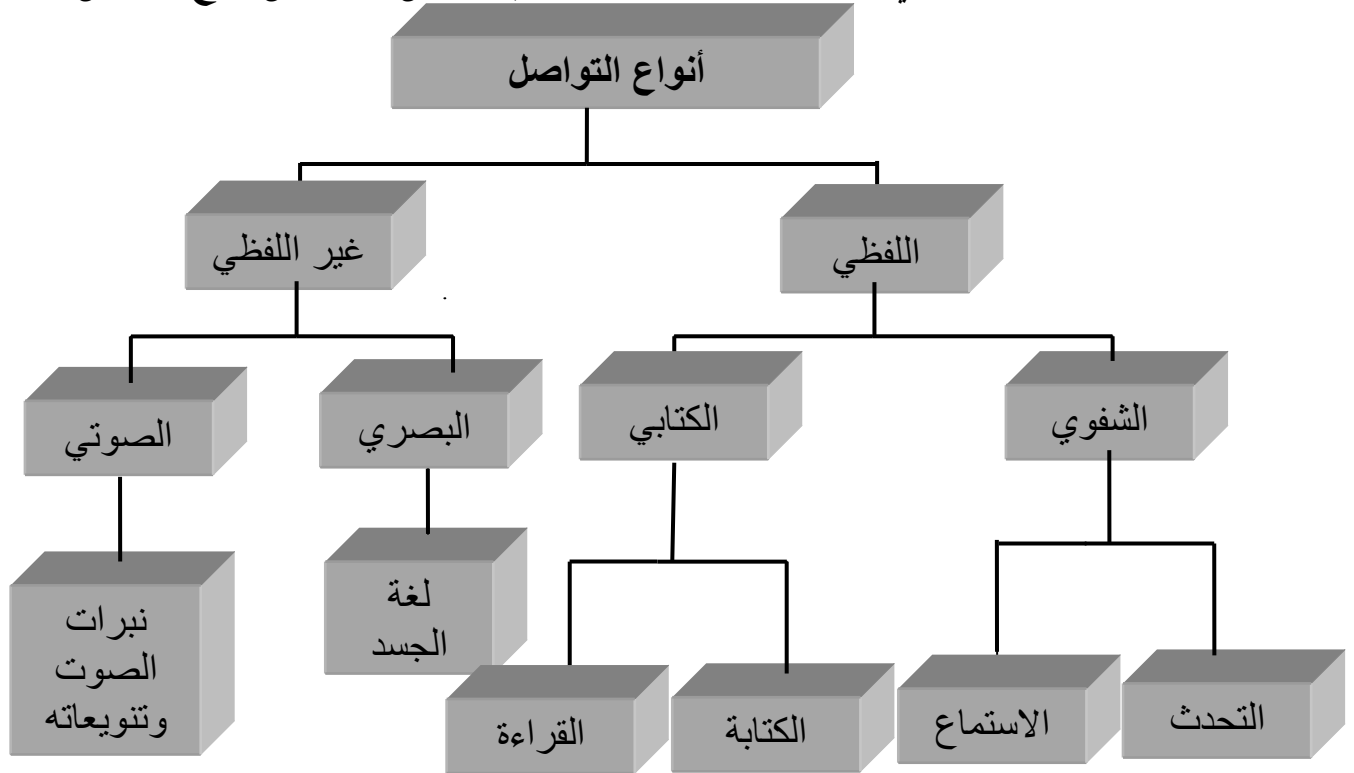 أنواع التواصل
اللفظي
غير اللفظي
الشفوي
الكتابي
البصري
الصوتي
التحدث
الاستماع
الكتابة
القراءة
لغة
الجسد
نبرات
الصوت
وتنويعاته